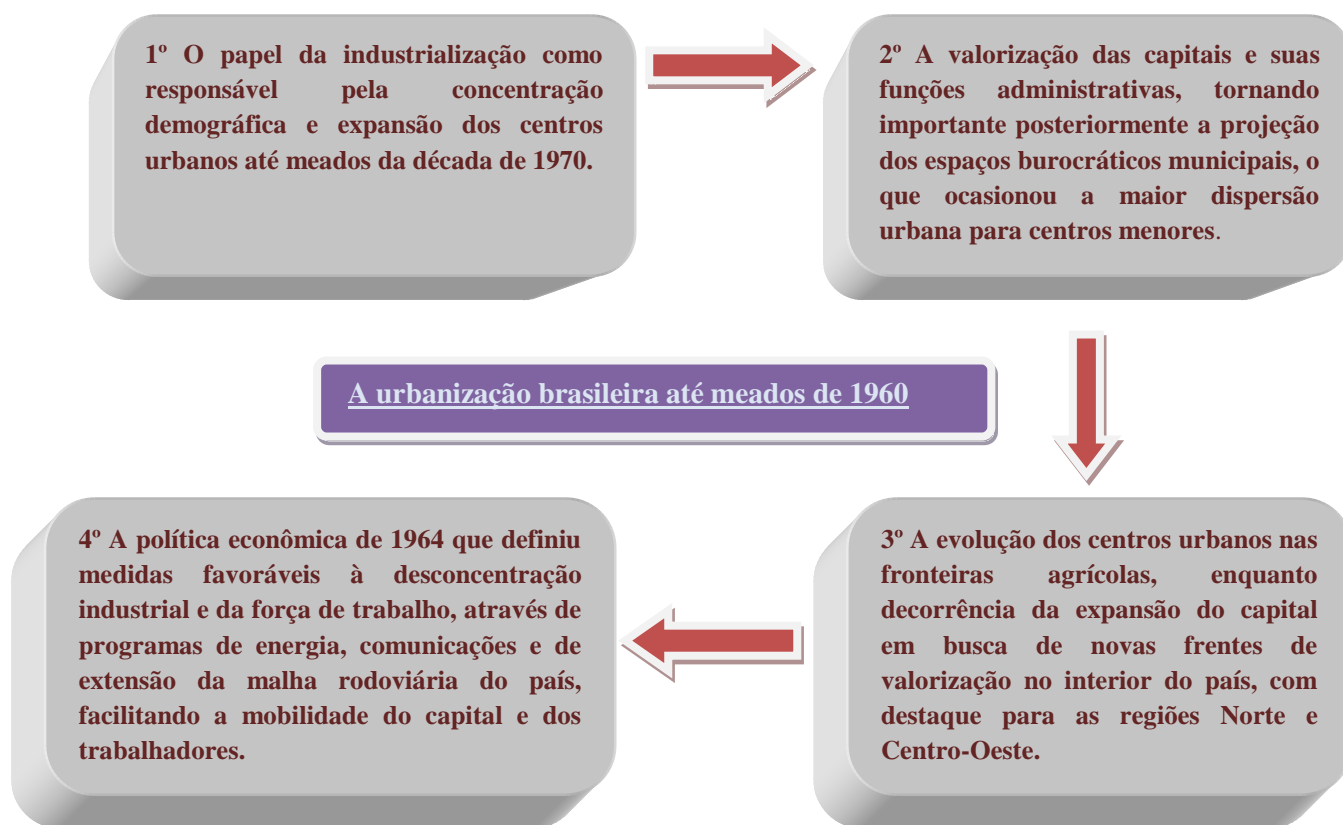 1º O papel da industrialização como
responsável pela concentração
demográfica e expansão dos centros
urbanos até meados da década de 1970.
2º A valorização das capitais e suas
funções administrativas, tornando
importante posteriormente a projeção
dos espaços burocráticos municipais, o
que ocasionou a maior dispersão
urbana para centros menores.
A urbanização brasileira até meados de 1960
3º A evolução dos centros urbanos nas
fronteiras agrícolas, enquanto
decorrência da expansão do capital
em busca de novas frentes de
valorização no interior do país, com
destaque para as regiões Norte e
Centro-Oeste.
4º A política econômica de 1964 que definiu
medidas favoráveis à desconcentração
industrial e da força de trabalho, através de
programas de energia, comunicações e de
extensão da malha rodoviária do país,
facilitando a mobilidade do capital e dos
trabalhadores.